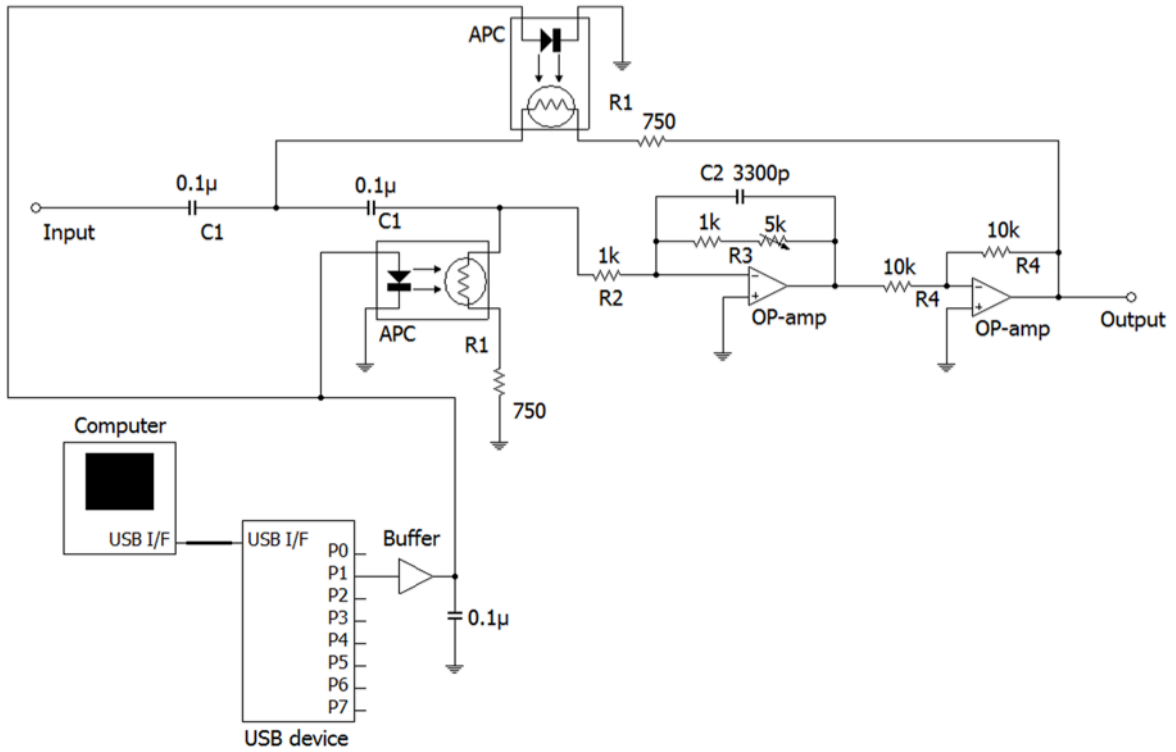 APC
R1
750
C2 3300p
0.1µ
0.1µ
1k
5k
10k
Input
C1
C1
R3
1k
10k
R4
R2
R4
OP-amp
OP-amp
Output
APC
R1
750
Computer
USB I/F
USB I/F
Buffer
P0
P1
P2
P3
0.1µ
P4
P5
P6
P7
USB device